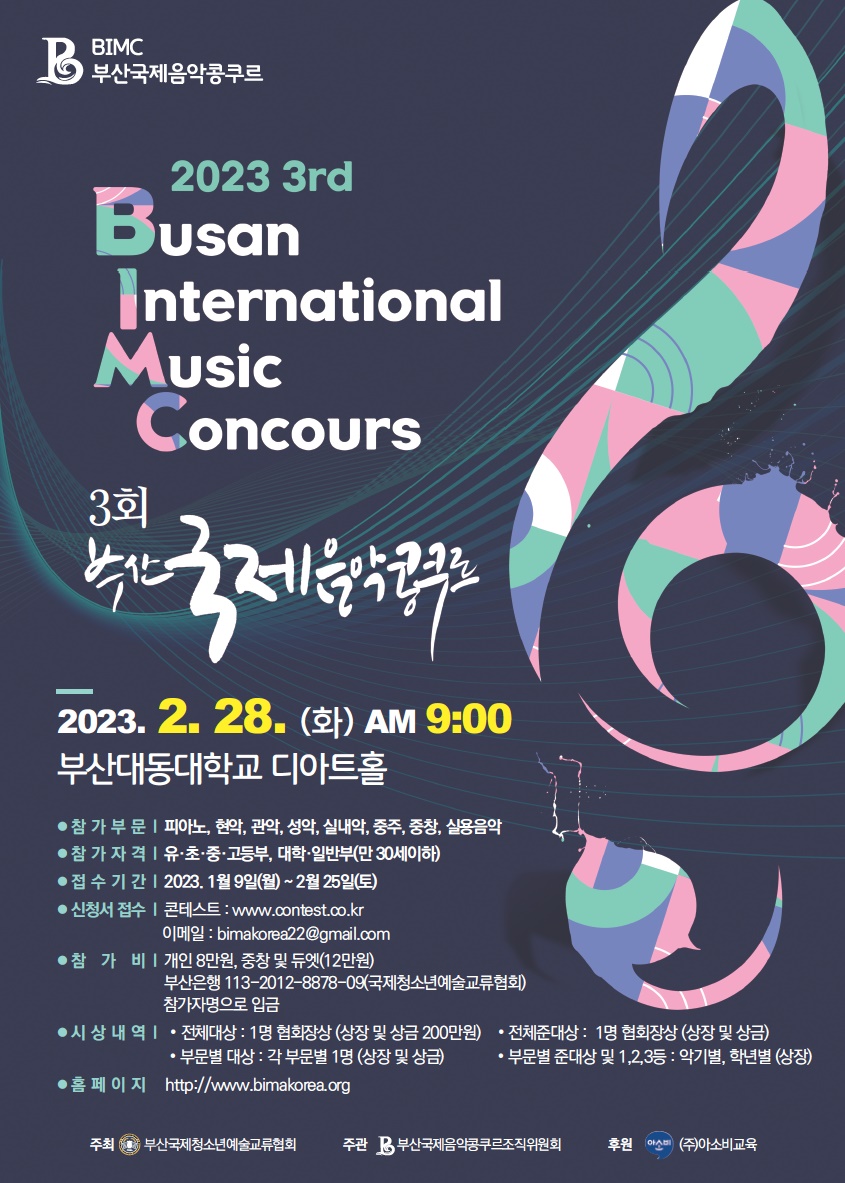 BIMC
부산국제음악콩쿠르
2023 3rd
Busan
International
Music
Concours
3회
부산국제음악콩쿠르
2023. 2. 28. (화) AM 9:00
부산대동대학교 디아트홀
● 참가부문 | 피아노, 현악, 관악, 성악, 실내악, 중주, 중창, 실용음악
● 참가자격 | 유·초·중·고등부, 대학·일반부(만 30세이하)
● 접수기간 | 2023. 1월 9일(월) ~ 2월 25일(토)
● 신청서 접수 | 콘테스트 : www.contest.co.kr
이메일 : bimakorea22@gmail.com
● 참 가 비 | 개인 8만원, 중창 및 듀엣(12만원)
부산은행 113-2012-8878-09(국제청소년예술교류협회)
참가자명으로 입금
● 시상내역 | • 전체대상 : 1명 협회장상 (상장 및 상금 200만원) • 전체준대상 : 1명 협회장상 (상장 및 상금)
• 부문별 대상 : 각 부문별 1명 (상장 및 상금) • 부문별 준대상 및 1,2,3등 : 악기별, 학년별 (상장)
● 홈페이지 http://www.bimakorea.org
주최 부산국제청소년예술교류협회 주관 부산국제음악콩쿠르조직위원회 후원 아소비 (주)아소비교육